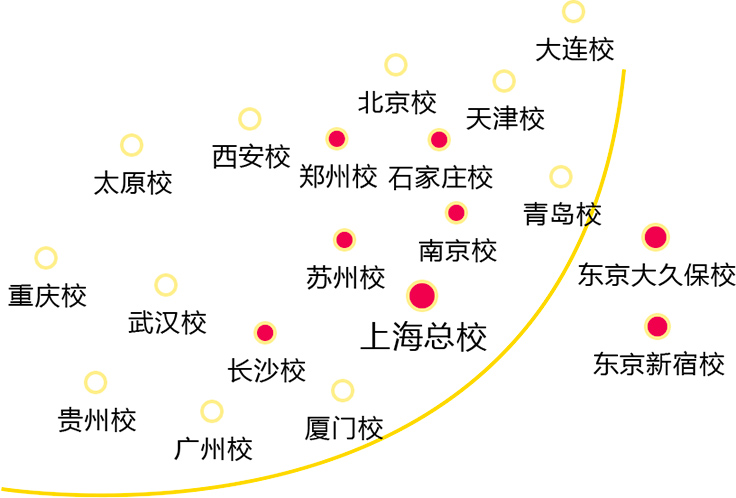 大连校
北京校
天津校
西安校
郑州校
石家庄校
太原校
青岛校
南京校
苏州校
东京大久保校
重庆校
武汉校
上海总校
长沙校
东京新宿校
贵州校
厦门校
广州校